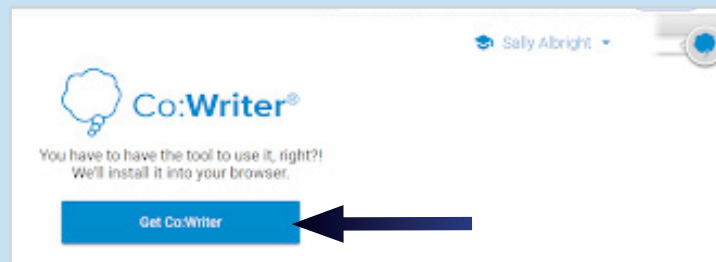 Sally Albright
Co:Writer®
You have to have the tool to use it, right?!
We'll install it into your browser.
Get Co:Writer